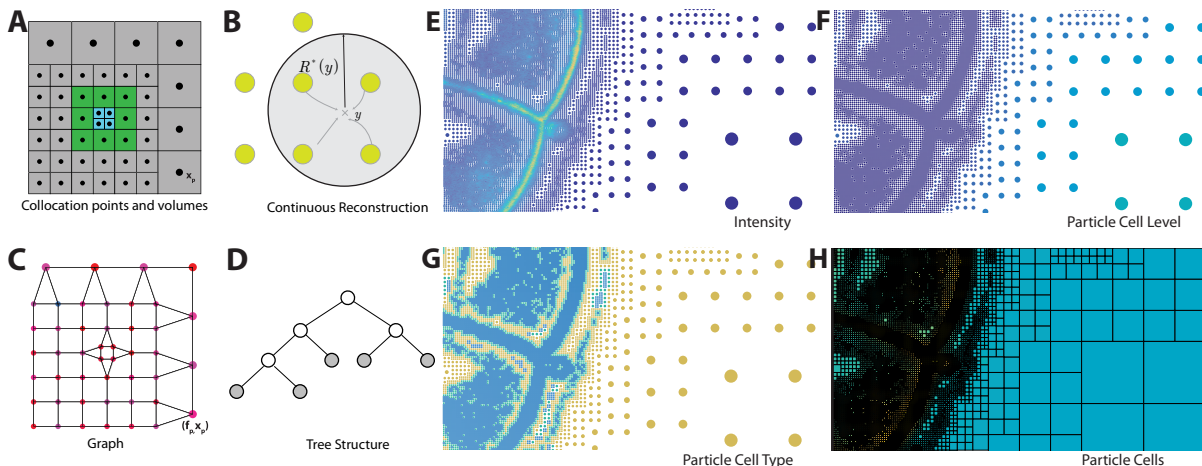 A
x_p
Collocation points and volumes
B
R*(y)
y
Continuous Reconstruction
E
Intensity
F
Particle Cell Level
C
(f_p, x_p)
Graph
D
Tree Structure
G
Particle Cell Type
H
Particle Cells